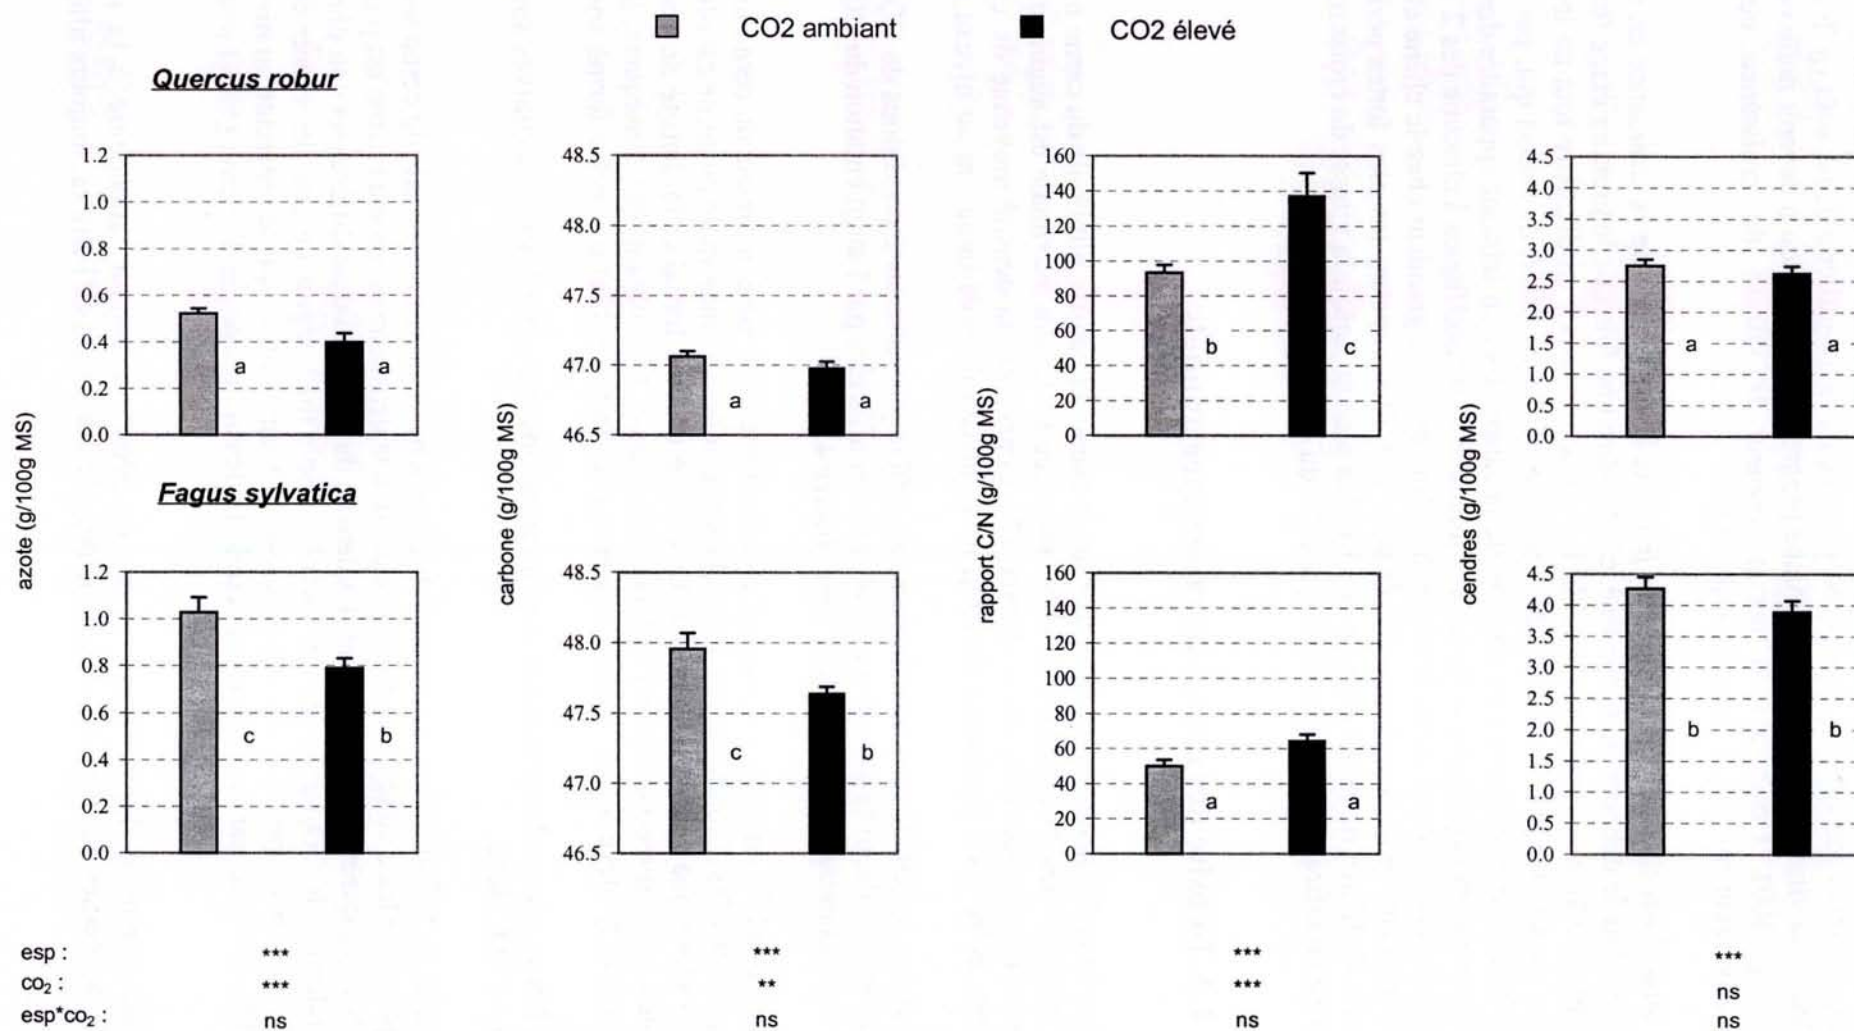 CO2 ambiant
CO2 élevé
Quercus robur
azote (g/100g MS)
1.2
1.0
0.8
0.6
0.4
0.2
0.0
a
a
carbone (g/100g MS)
48.5
48.0
47.5
47.0
46.5
a
a
rapport C/N (g/100g MS)
160
140
120
100
80
60
40
20
0
b
c
cendres (g/100g MS)
4.5
4.0
3.5
3.0
2.5
2.0
1.5
1.0
0.5
0.0
a
a
Fagus sylvatica
1.2
1.0
0.8
0.6
0.4
0.2
0.0
c
b
48.5
48.0
47.5
47.0
46.5
c
b
160
140
120
100
80
60
40
20
0
a
a
4.5
4.0
3.5
3.0
2.5
2.0
1.5
1.0
0.5
0.0
b
b
esp : *** *** *** ***
co₂ : *** ** *** ns
esp*co₂ : ns ns ns ns